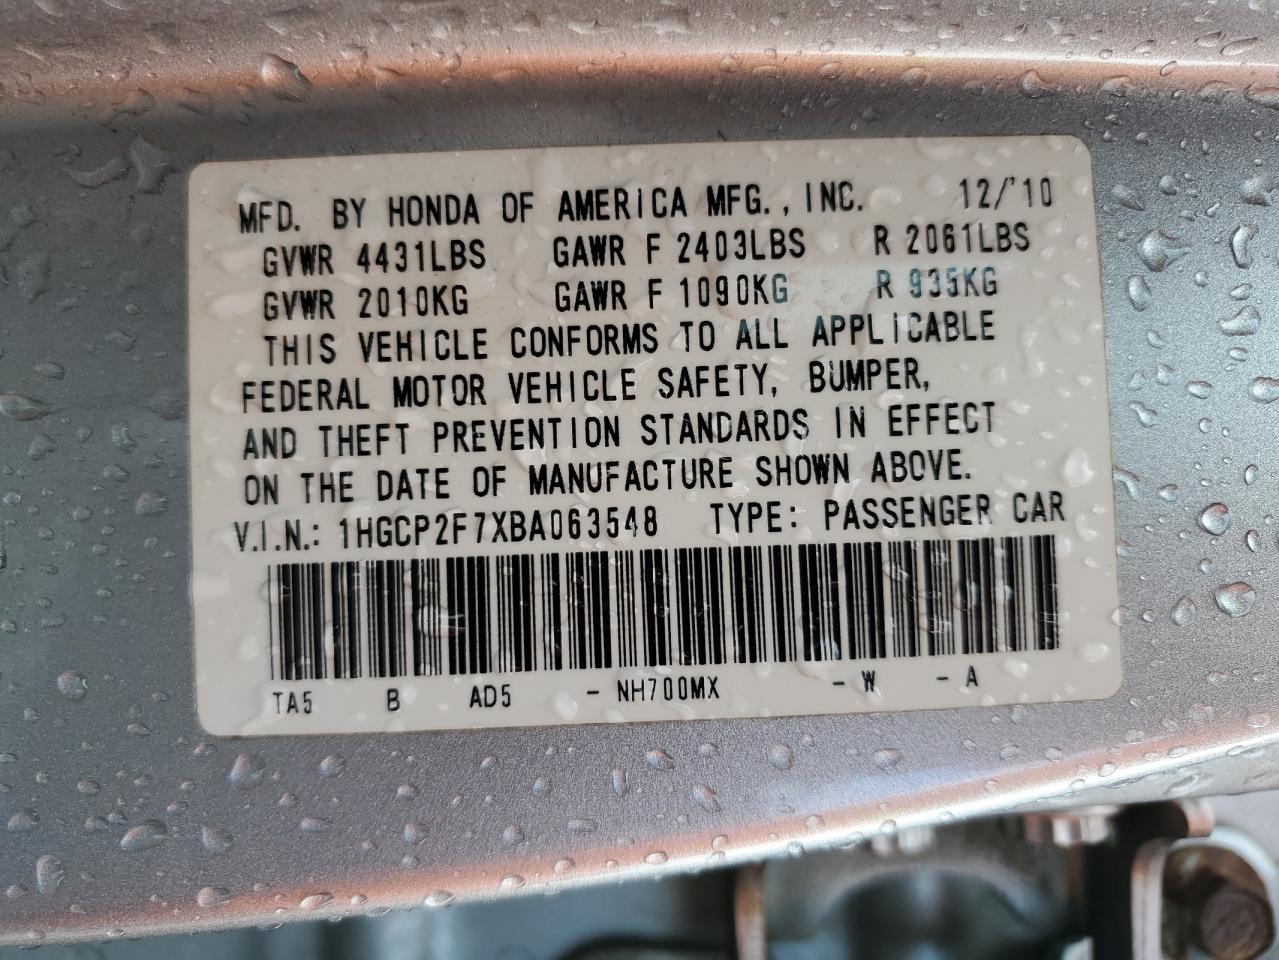 MFD. BY HONDA OF AMERICA MFG., INC. 12/'10
GVWR 4431LBS GAWR F 2403LBS R 2061LBS
GVWR 2010KG GAWR F 1090KG R 935KG
THIS VEHICLE CONFORMS TO ALL APPLICABLE
FEDERAL MOTOR VEHICLE SAFETY, BUMPER,
AND THEFT PREVENTION STANDARDS IN EFFECT
ON THE DATE OF MANUFACTURE SHOWN ABOVE.
V.I.N.: 1HGCP2F7XBA063548 TYPE: PASSENGER CAR
TA5 B AD5 - NH700MX - W - A